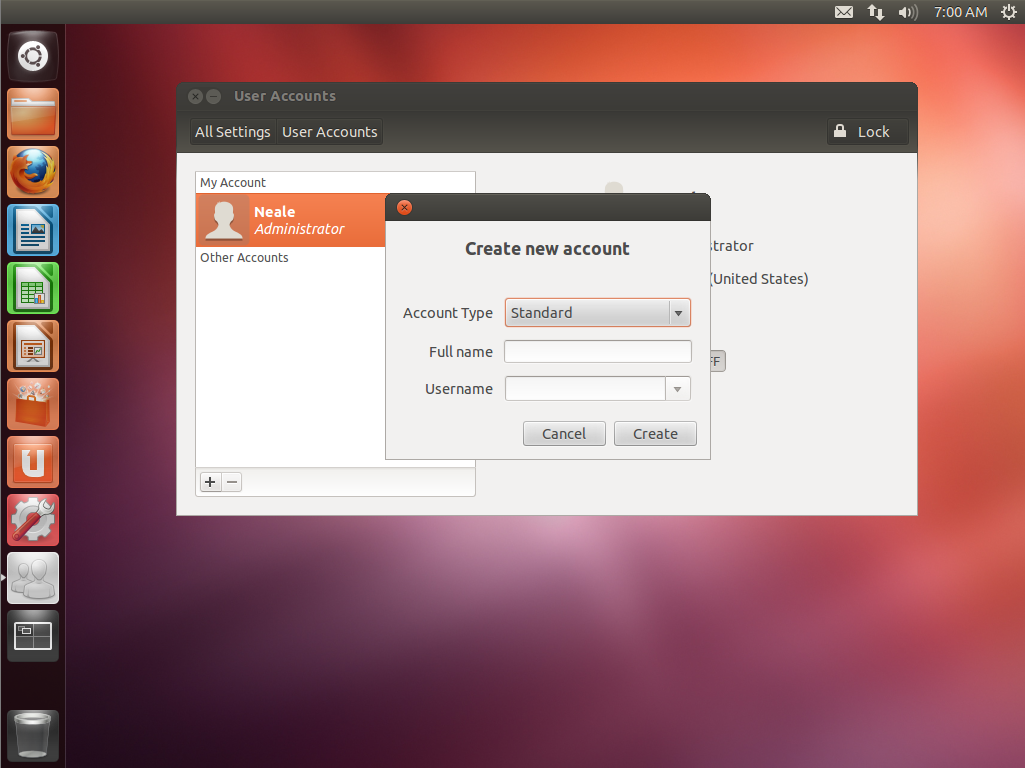 7:00 AM
User Accounts
All Settings User Accounts
Lock
My Account
Neale
Administrator
Other Accounts
Create new account
strator
(United States)
Account Type Standard
Full name
Username
Cancel Create